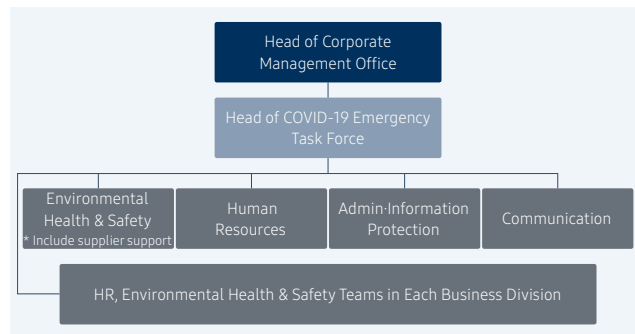 Head of Corporate
Management Office
Head of COVID-19 Emergency
Task Force
Environmental
Health & Safety
* Include supplier support
Human
Resources
Admin·Information
Protection
Communication
HR, Environmental Health & Safety Teams in Each Business Division